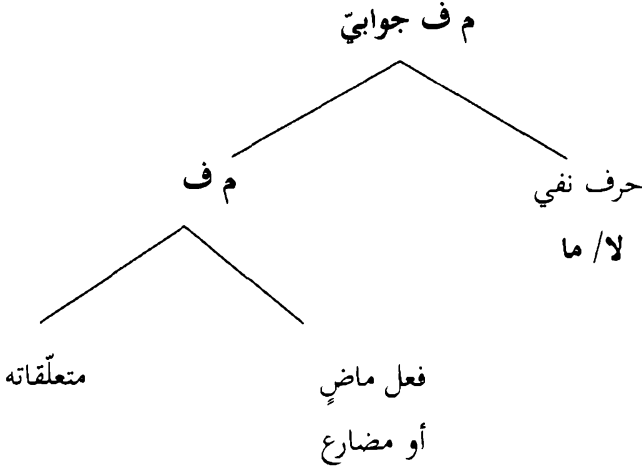 م ف جوابيّ
حرف نفي
م ف
لا/ ما
فعل ماضٍ
متعلّقاته
أو مضارع